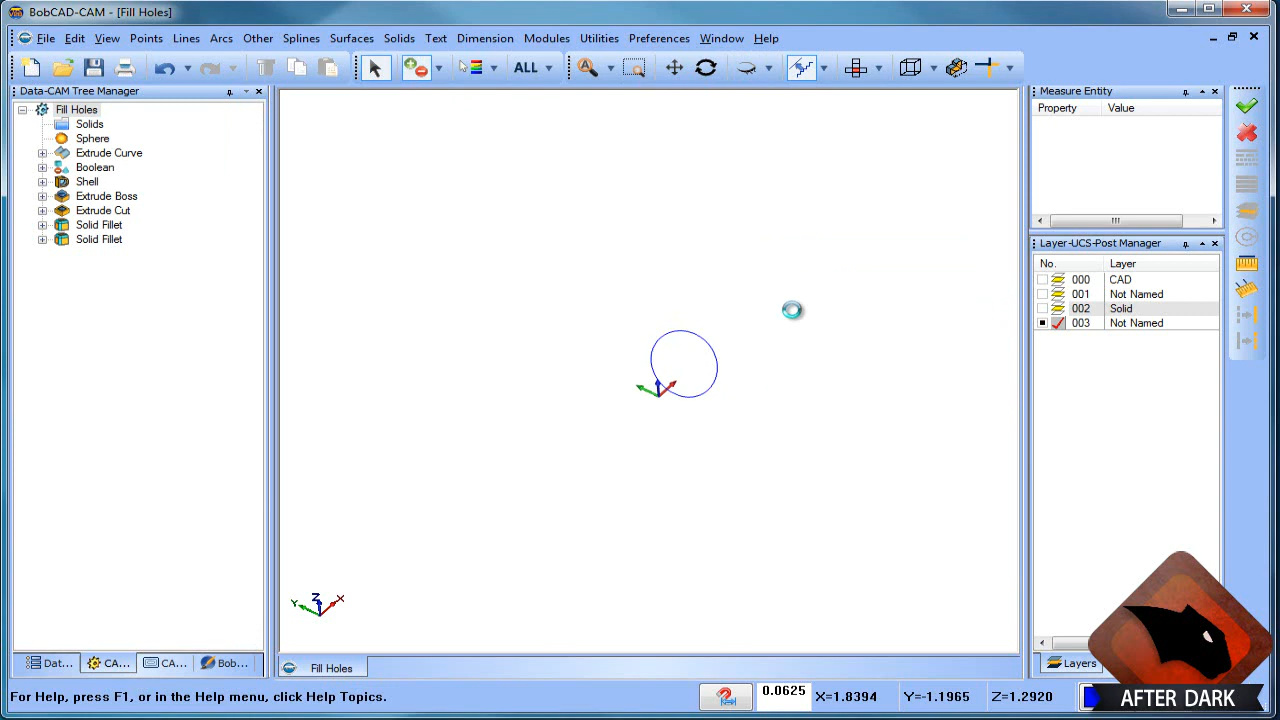 BobCAD-CAM - [Fill Holes]
File Edit View Points Lines Arcs Other Splines Surfaces Solids Text Dimension Modules Utilities Preferences Window Help
ALL
Data-CAM Tree Manager
Fill Holes
Solids
Sphere
Extrude Curve
Boolean
Shell
Extrude Boss
Extrude Cut
Solid Fillet
Solid Fillet
Dat... CA... CA... Bob...
Z
Y X
Fill Holes
Measure Entity
Property Value
Layer-UCS-Post Manager
No. Layer
000 CAD
001 Not Named
002 Solid
003 Not Named
Layers
For Help, press F1, or in the Help menu, click Help Topics.
0.0625 X=1.8394 Y=-1.1965 Z=1.2920
AFTER DARK